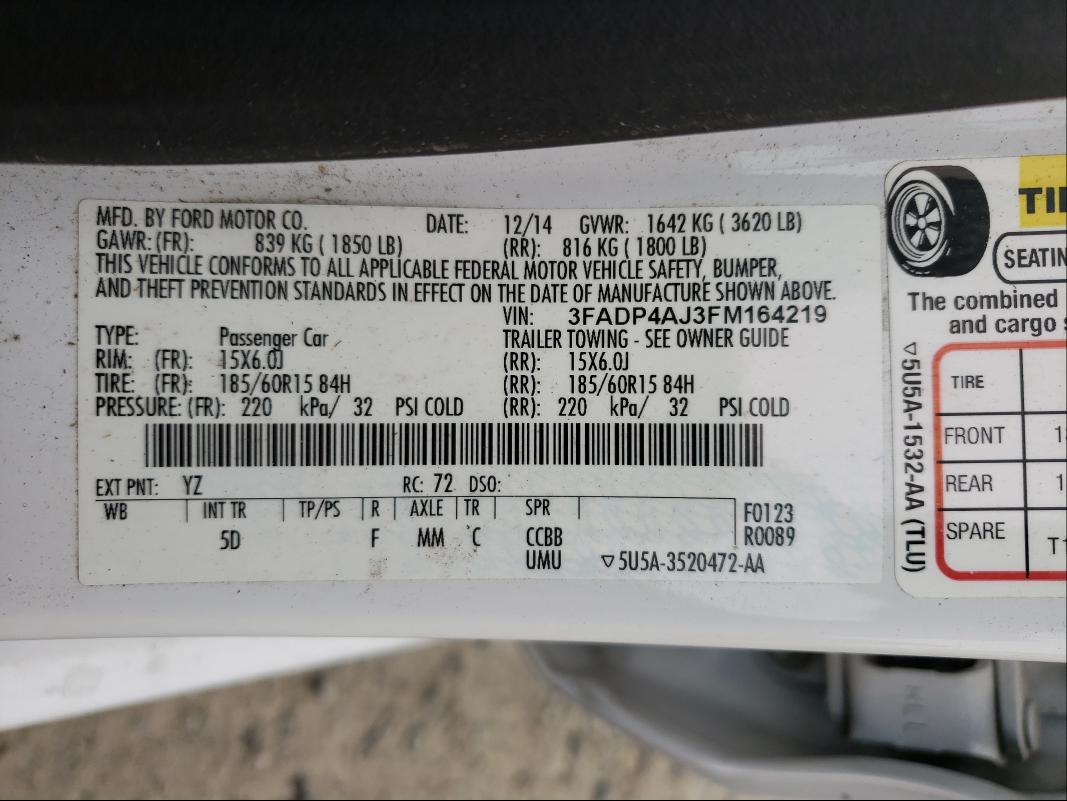 MFD. BY FORD MOTOR CO. DATE: 12/14 GVWR: 1642 KG ( 3620 LB)
GAWR: (FR): 839 KG ( 1850 LB) (RR): 816 KG ( 1800 LB)
THIS VEHICLE CONFORMS TO ALL APPLICABLE FEDERAL MOTOR VEHICLE SAFETY, BUMPER,
AND THEFT PREVENTION STANDARDS IN EFFECT ON THE DATE OF MANUFACTURE SHOWN ABOVE.
VIN: 3FADP4AJ3FM164219
TYPE: Passenger Car TRAILER TOWING - SEE OWNER GUIDE
RIM: (FR): 15X6.0J (RR): 15X6.0J
TIRE: (FR): 185/60R15 84H (RR): 185/60R15 84H
PRESSURE: (FR): 220 kPa/ 32 PSI COLD (RR): 220 kPa/ 32 PSI COLD
EXT PNT: YZ RC: 72 DSO:
WB INT TR TP/PS R AXLE TR SPR F0123
5D F MM C CCBB R0089
UMU ▽5U5A-3520472-AA
▽5U5A-1532-AA (TLU)
The combined
and cargo
TIRE
FRONT
REAR
SPARE